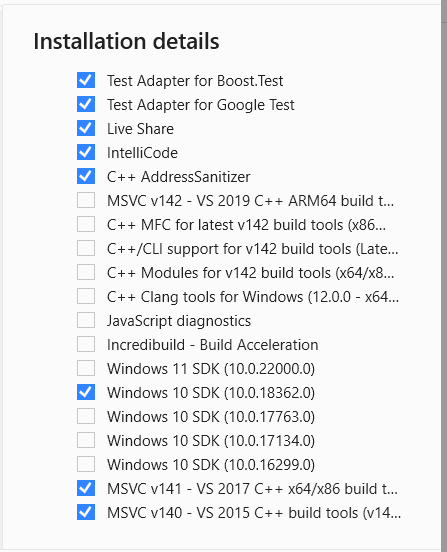 Installation details
Test Adapter for Boost.Test
Test Adapter for Google Test
Live Share
IntelliCode
C++ AddressSanitizer
MSVC v142 - VS 2019 C++ ARM64 build t...
C++ MFC for latest v142 build tools (x86...
C++/CLI support for v142 build tools (Late...
C++ Modules for v142 build tools (x64/x8...
C++ Clang tools for Windows (12.0.0 - x64...
JavaScript diagnostics
Incredibuild - Build Acceleration
Windows 11 SDK (10.0.22000.0)
Windows 10 SDK (10.0.18362.0)
Windows 10 SDK (10.0.17763.0)
Windows 10 SDK (10.0.17134.0)
Windows 10 SDK (10.0.16299.0)
MSVC v141 - VS 2017 C++ x64/x86 build t...
MSVC v140 - VS 2015 C++ build tools (v14...